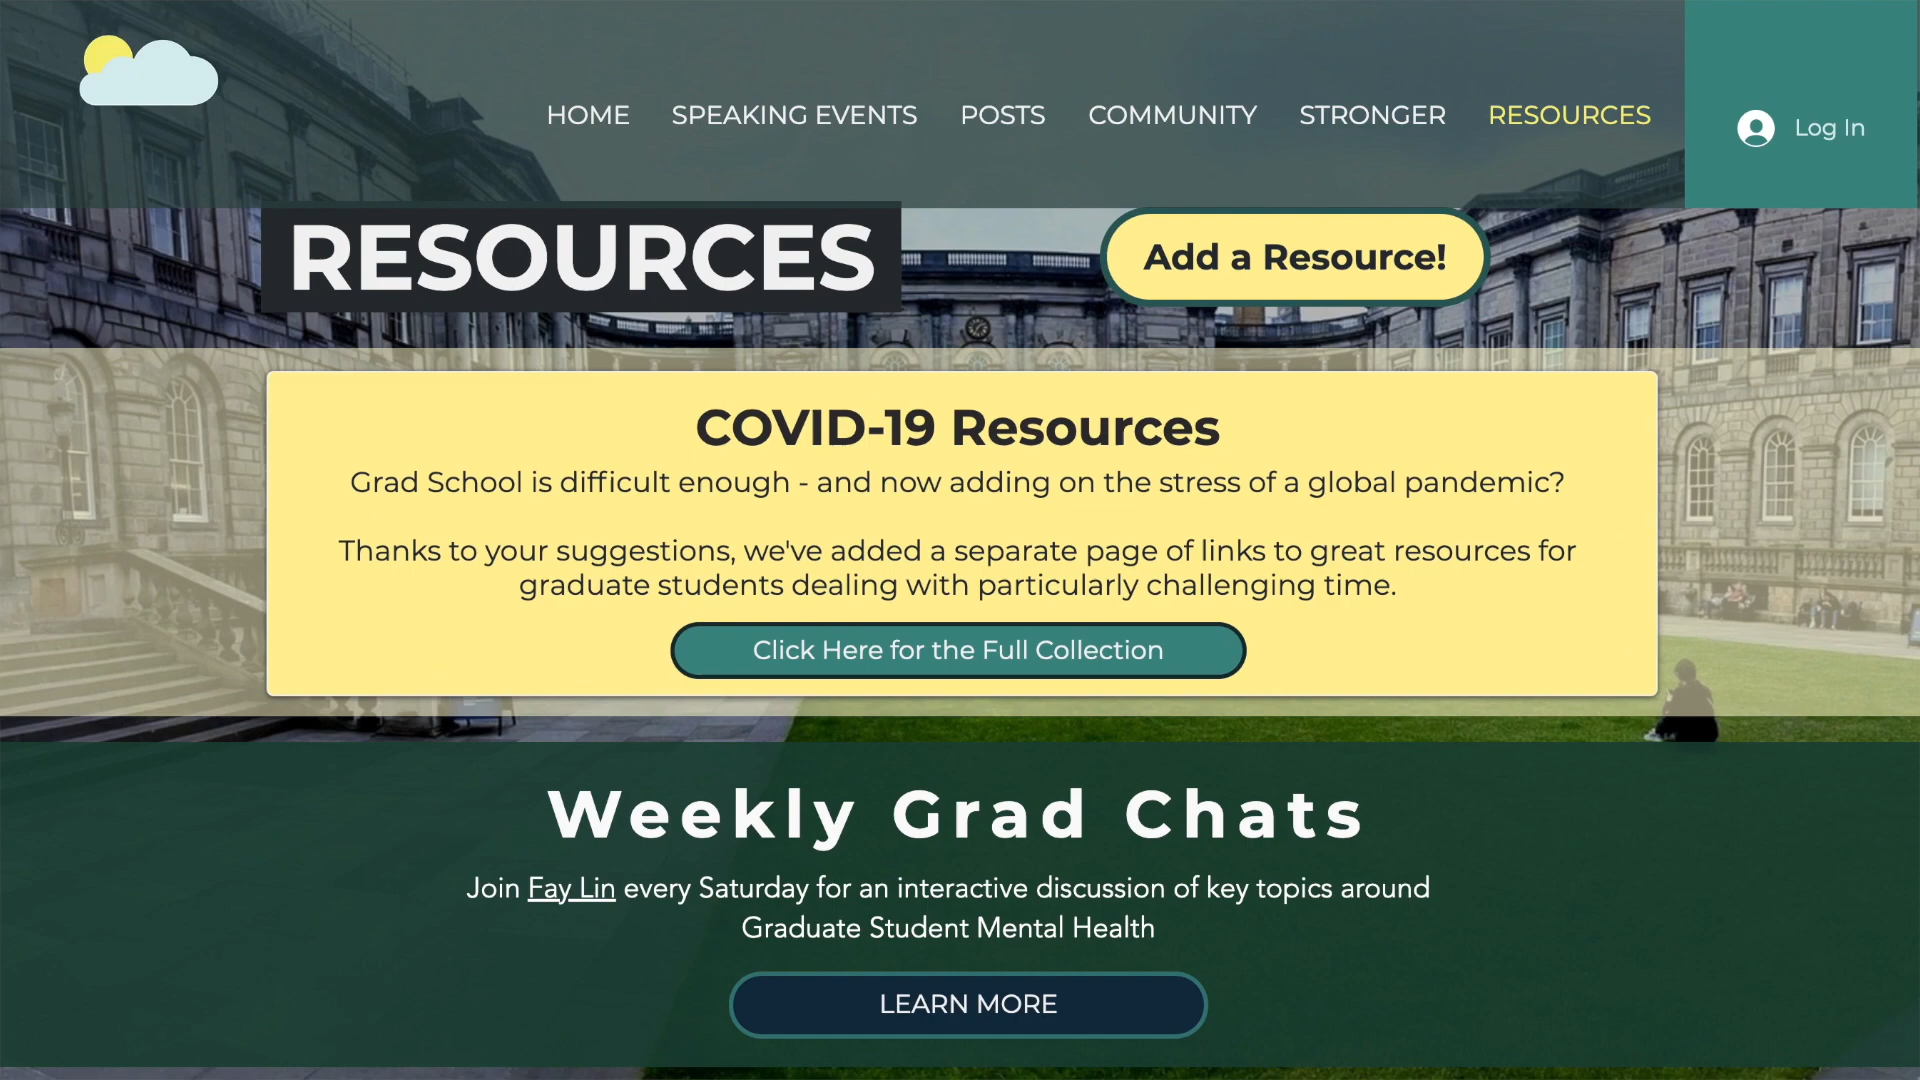 HOME SPEAKING EVENTS POSTS COMMUNITY STRONGER RESOURCES
Log In
RESOURCES
Add a Resource!
COVID-19 Resources
Grad School is difficult enough - and now adding on the stress of a global pandemic?
Thanks to your suggestions, we've added a separate page of links to great resources for
graduate students dealing with particularly challenging time.
Click Here for the Full Collection
Weekly Grad Chats
Join Fay Lin every Saturday for an interactive discussion of key topics around
Graduate Student Mental Health
LEARN MORE